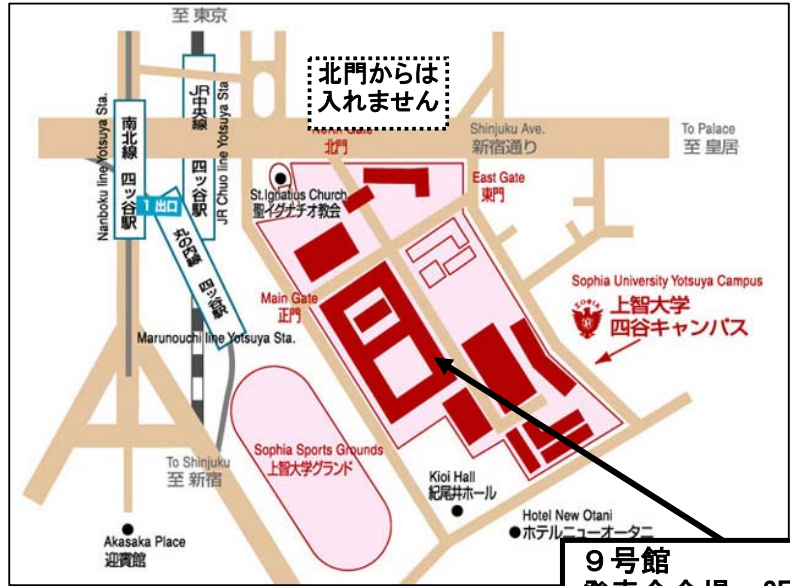 至 東京
北門からは
入れません
北門
Shinjuku Ave.
新宿通り
To Palace
至 皇居
Nanboku line Yotsuya Sta.
南北線 四ッ谷駅
JR中央線 四ッ谷駅
JR Chuo line Yotsuya Sta.
1 出口
丸の内線 四ッ谷駅
Marunouchi line Yotsuya Sta.
St.Ignatius Church
聖イグナチオ教会
East Gate
東門
Main Gate
正門
Sophia University Yotsuya Campus
SOPHIA
上智大学
四谷キャンパス
Sophia Sports Grounds
上智大学グランド
To Shinjuku
至 新宿
Kioi Hall
紀尾井ホール
Hotel New Otani
ホテルニューオータニ
Akasaka Place
迎賓館
９号館